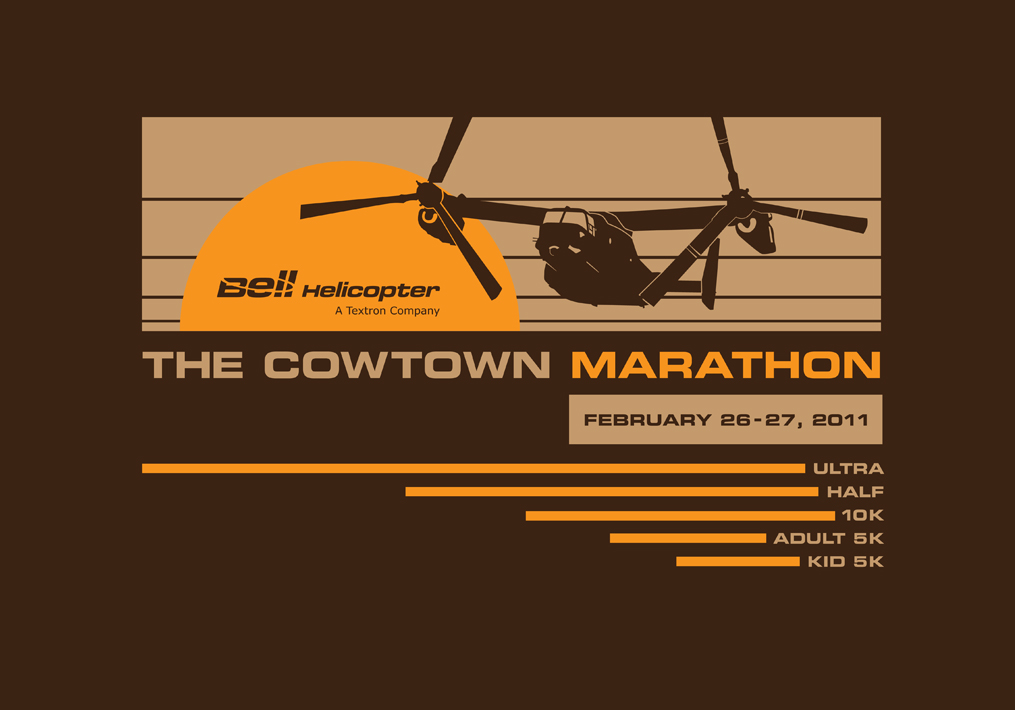 Bell Helicopter
A Textron Company
THE COWTOWN MARATHON
FEBRUARY 26-27, 2011
ULTRA
HALF
10K
ADULT 5K
KID 5K